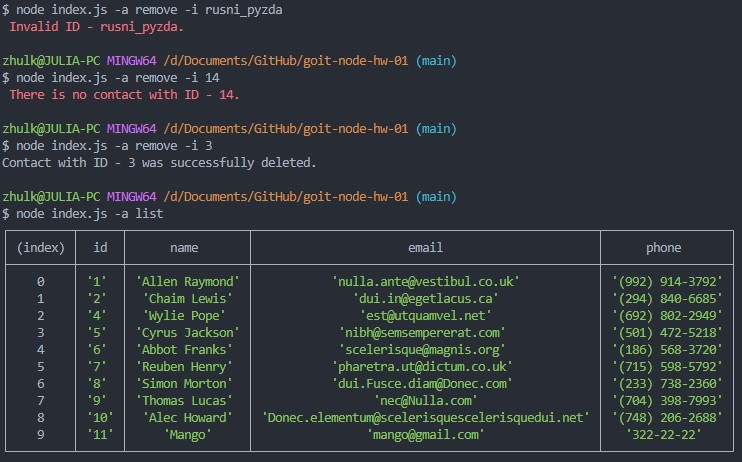 $ node index.js -a remove -i rusni_pyzda
Invalid ID - rusni_pyzda.
zhulk@JULIA-PC MINGW64 /d/Documents/GitHub/goit-node-hw-01 (main)
$ node index.js -a remove -i 14
There is no contact with ID - 14.
zhulk@JULIA-PC MINGW64 /d/Documents/GitHub/goit-node-hw-01 (main)
$ node index.js -a remove -i 3
Contact with ID - 3 was successfully deleted.
zhulk@JULIA-PC MINGW64 /d/Documents/GitHub/goit-node-hw-01 (main)
$ node index.js -a list
(index) id name email phone
0 '1' 'Allen Raymond' 'nulla.ante@vestibul.co.uk' '(992) 914-3792'
1 '2' 'Chaim Lewis' 'dui.in@egetlacus.ca' '(294) 840-6685'
2 '4' 'Wylie Pope' 'est@utquamvel.net' '(692) 802-2949'
3 '5' 'Cyrus Jackson' 'nibh@semsempererat.com' '(501) 472-5218'
4 '6' 'Abbot Franks' 'scelerisque@magnis.org' '(186) 568-3720'
5 '7' 'Reuben Henry' 'pharetra.ut@dictum.co.uk' '(715) 598-5792'
6 '8' 'Simon Morton' 'dui.Fusce.diam@Donec.com' '(233) 738-2360'
7 '9' 'Thomas Lucas' 'nec@Nulla.com' '(704) 398-7993'
8 '10' 'Alec Howard' 'Donec.elementum@scelerisquescelerisquedui.net' '(748) 206-2688'
9 '11' 'Mango' 'mango@gmail.com' '322-22-22'